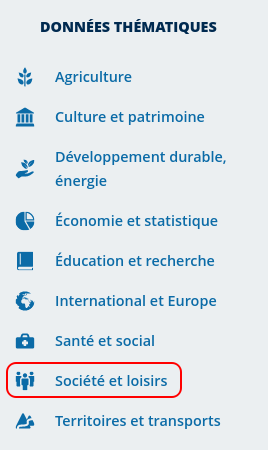 DONNÉES THÉMATIQUES
Agriculture
Culture et patrimoine
Développement durable,
énergie
Économie et statistique
Éducation et recherche
International et Europe
Santé et social
Société et loisirs
Territoires et transports